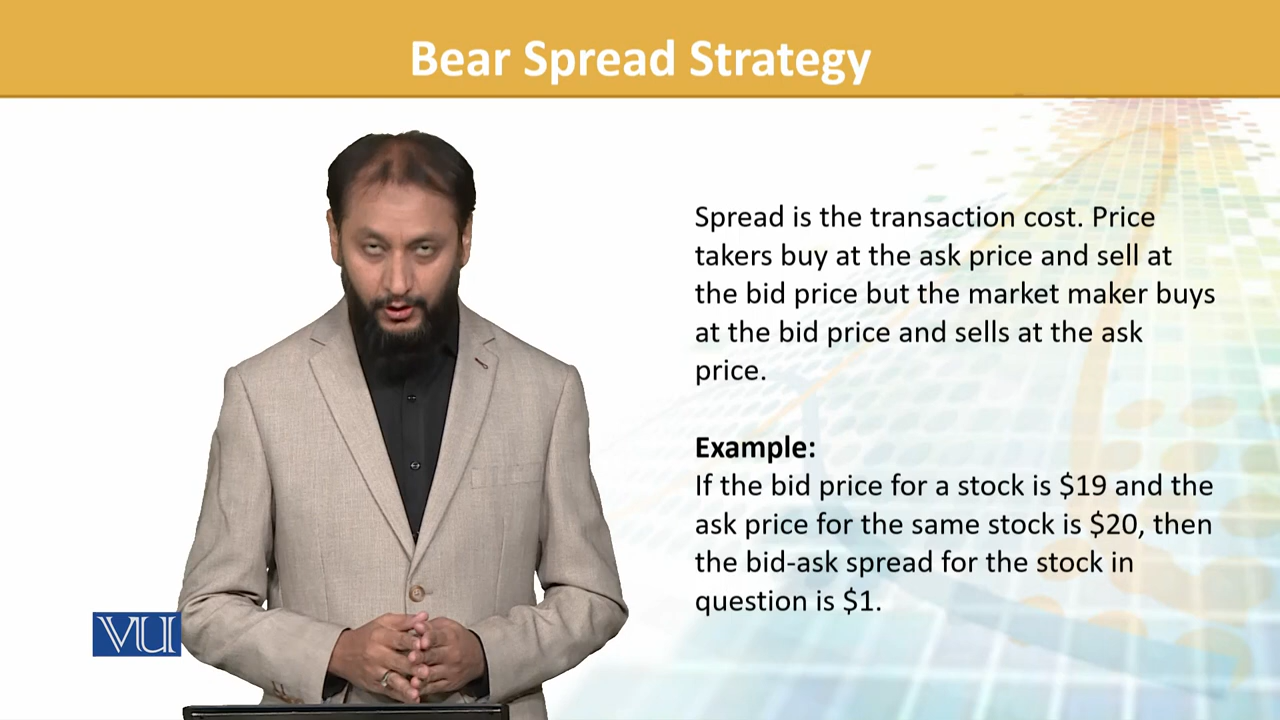 Bear Spread Strategy
Spread is the transaction cost. Price
takers buy at the ask price and sell at
the bid price but the market maker buys
at the bid price and sells at the ask
price.
Example:
If the bid price for a stock is $19 and the
ask price for the same stock is $20, then
the bid-ask spread for the stock in
question is $1.
VU